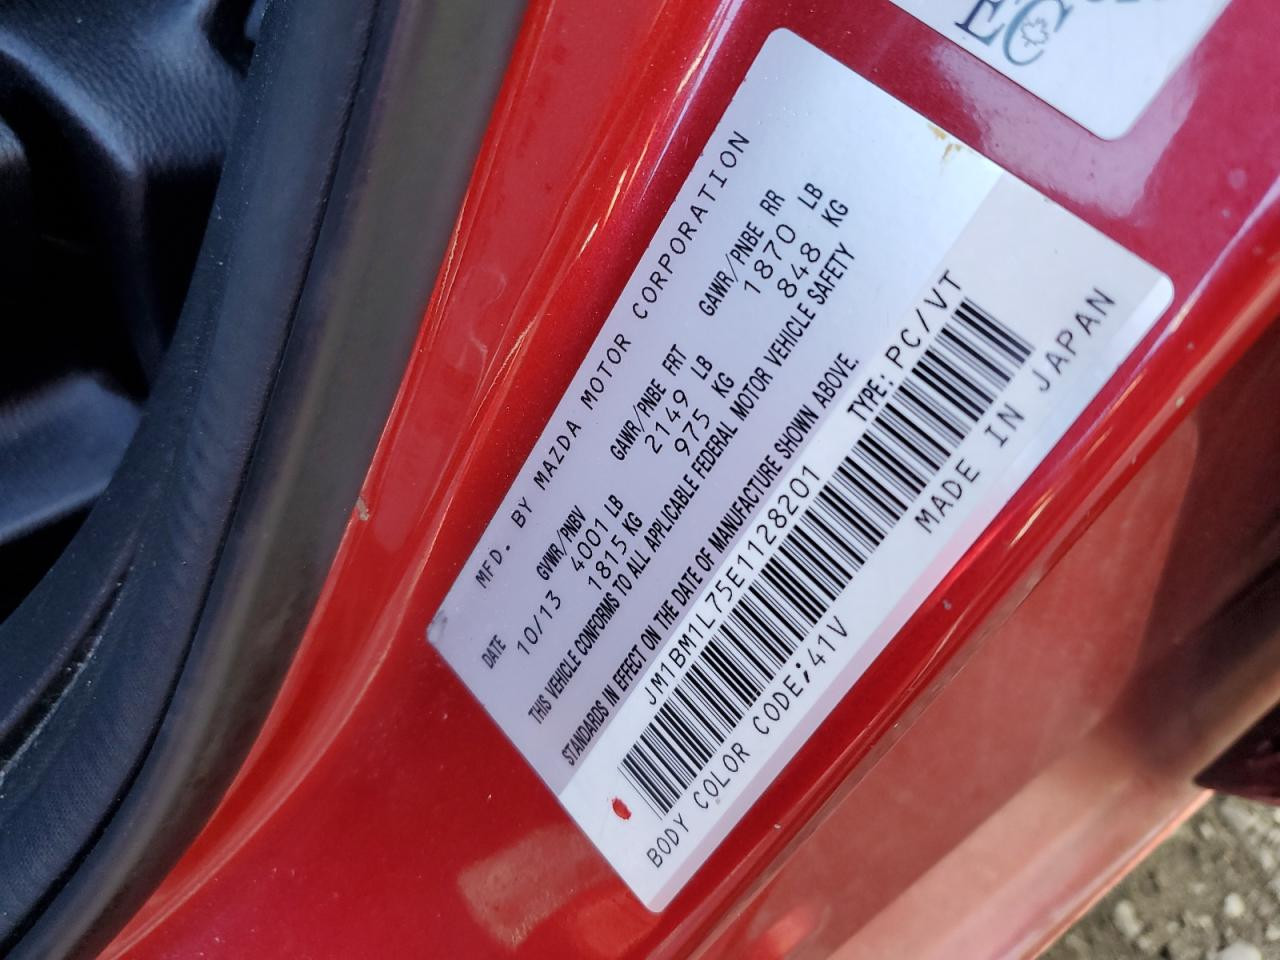 EC
MFD. BY MAZDA MOTOR CORPORATION
DATE GVWR/PNBV GAWR/PNBE FRT GAWR/PNBE RR
10/13 4001 LB 2149 LB 1870 LB
1815 KG 975 KG 848 KG
THIS VEHICLE CONFORMS TO ALL APPLICABLE FEDERAL MOTOR VEHICLE SAFETY
STANDARDS IN EFFECT ON THE DATE OF MANUFACTURE SHOWN ABOVE.
JM1BM1L75E1128201 TYPE: PC/VT
BODY COLOR CODE;41V MADE IN JAPAN